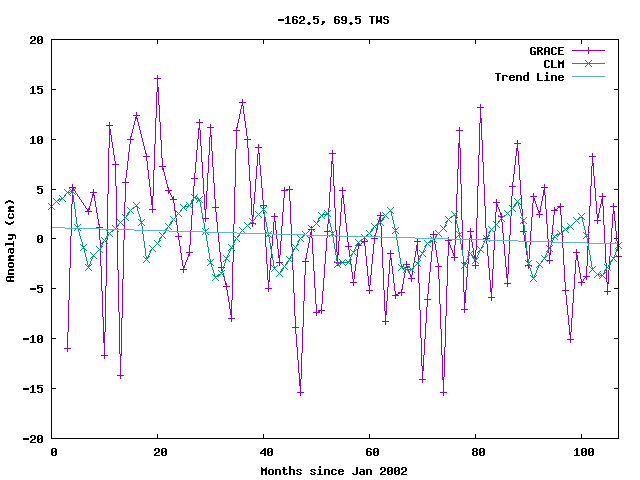 -162.5, 69.5 TWS
GRACE
CLM
Trend Line
20
15
10
5
0
-5
-10
-15
-20
Anomaly (cm)
0 20 40 60 80 100
Months since Jan 2002